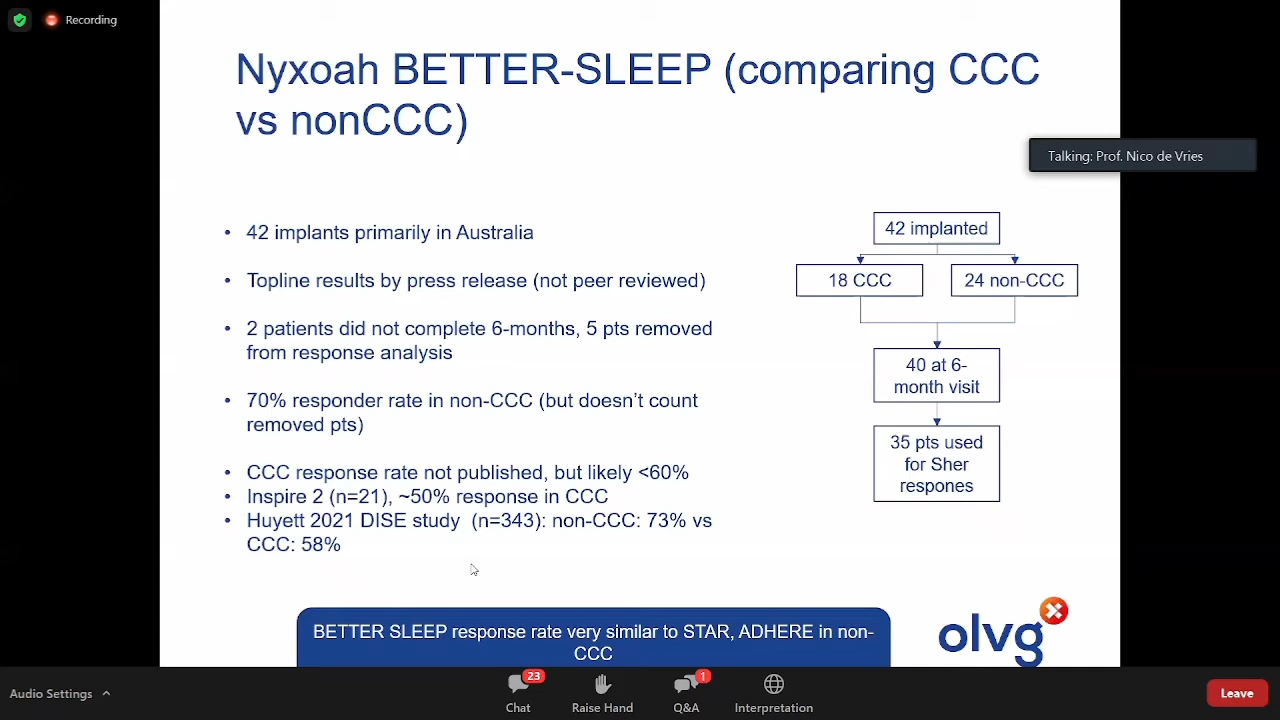 Recording
Nyxoah BETTER-SLEEP (comparing CCC
vs nonCCC)
Talking: Prof. Nico de Vries
• 42 implants primarily in Australia
• Topline results by press release (not peer reviewed)
• 2 patients did not complete 6-months, 5 pts removed
from response analysis
• 70% responder rate in non-CCC (but doesn't count
removed pts)
• CCC response rate not published, but likely <60%
• Inspire 2 (n=21), ~50% response in CCC
• Huyett 2021 DISE study (n=343): non-CCC: 73% vs
CCC: 58%
42 implanted
18 CCC
24 non-CCC
40 at 6-
month visit
35 pts used
for Sher
respones
BETTER SLEEP response rate very similar to STAR, ADHERE in non-
CCC
olvg
Audio Settings
23
Chat
Raise Hand
1
Q&A
Interpretation
Leave